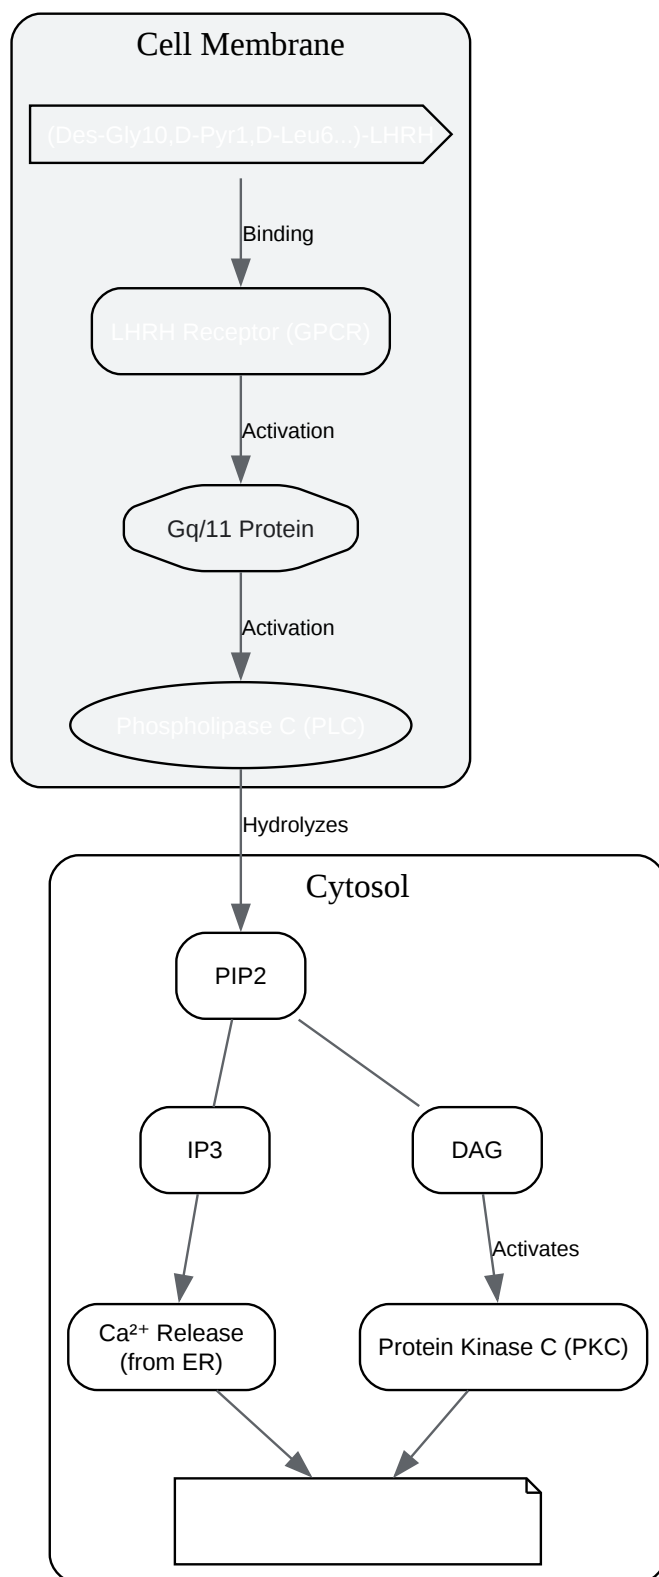 Cell Membrane
(Des-Gly10,D-Pyr1,D-Leu6...)-LHRH
Binding
LHRH Receptor (GPCR)
Activation
Gq/11 Protein
Activation
Phospholipase C (PLC)
Hydrolyzes
Cytosol
PIP2
IP3
DAG
Activates
Ca²⁺ Release
(from ER)
Protein Kinase C (PKC)